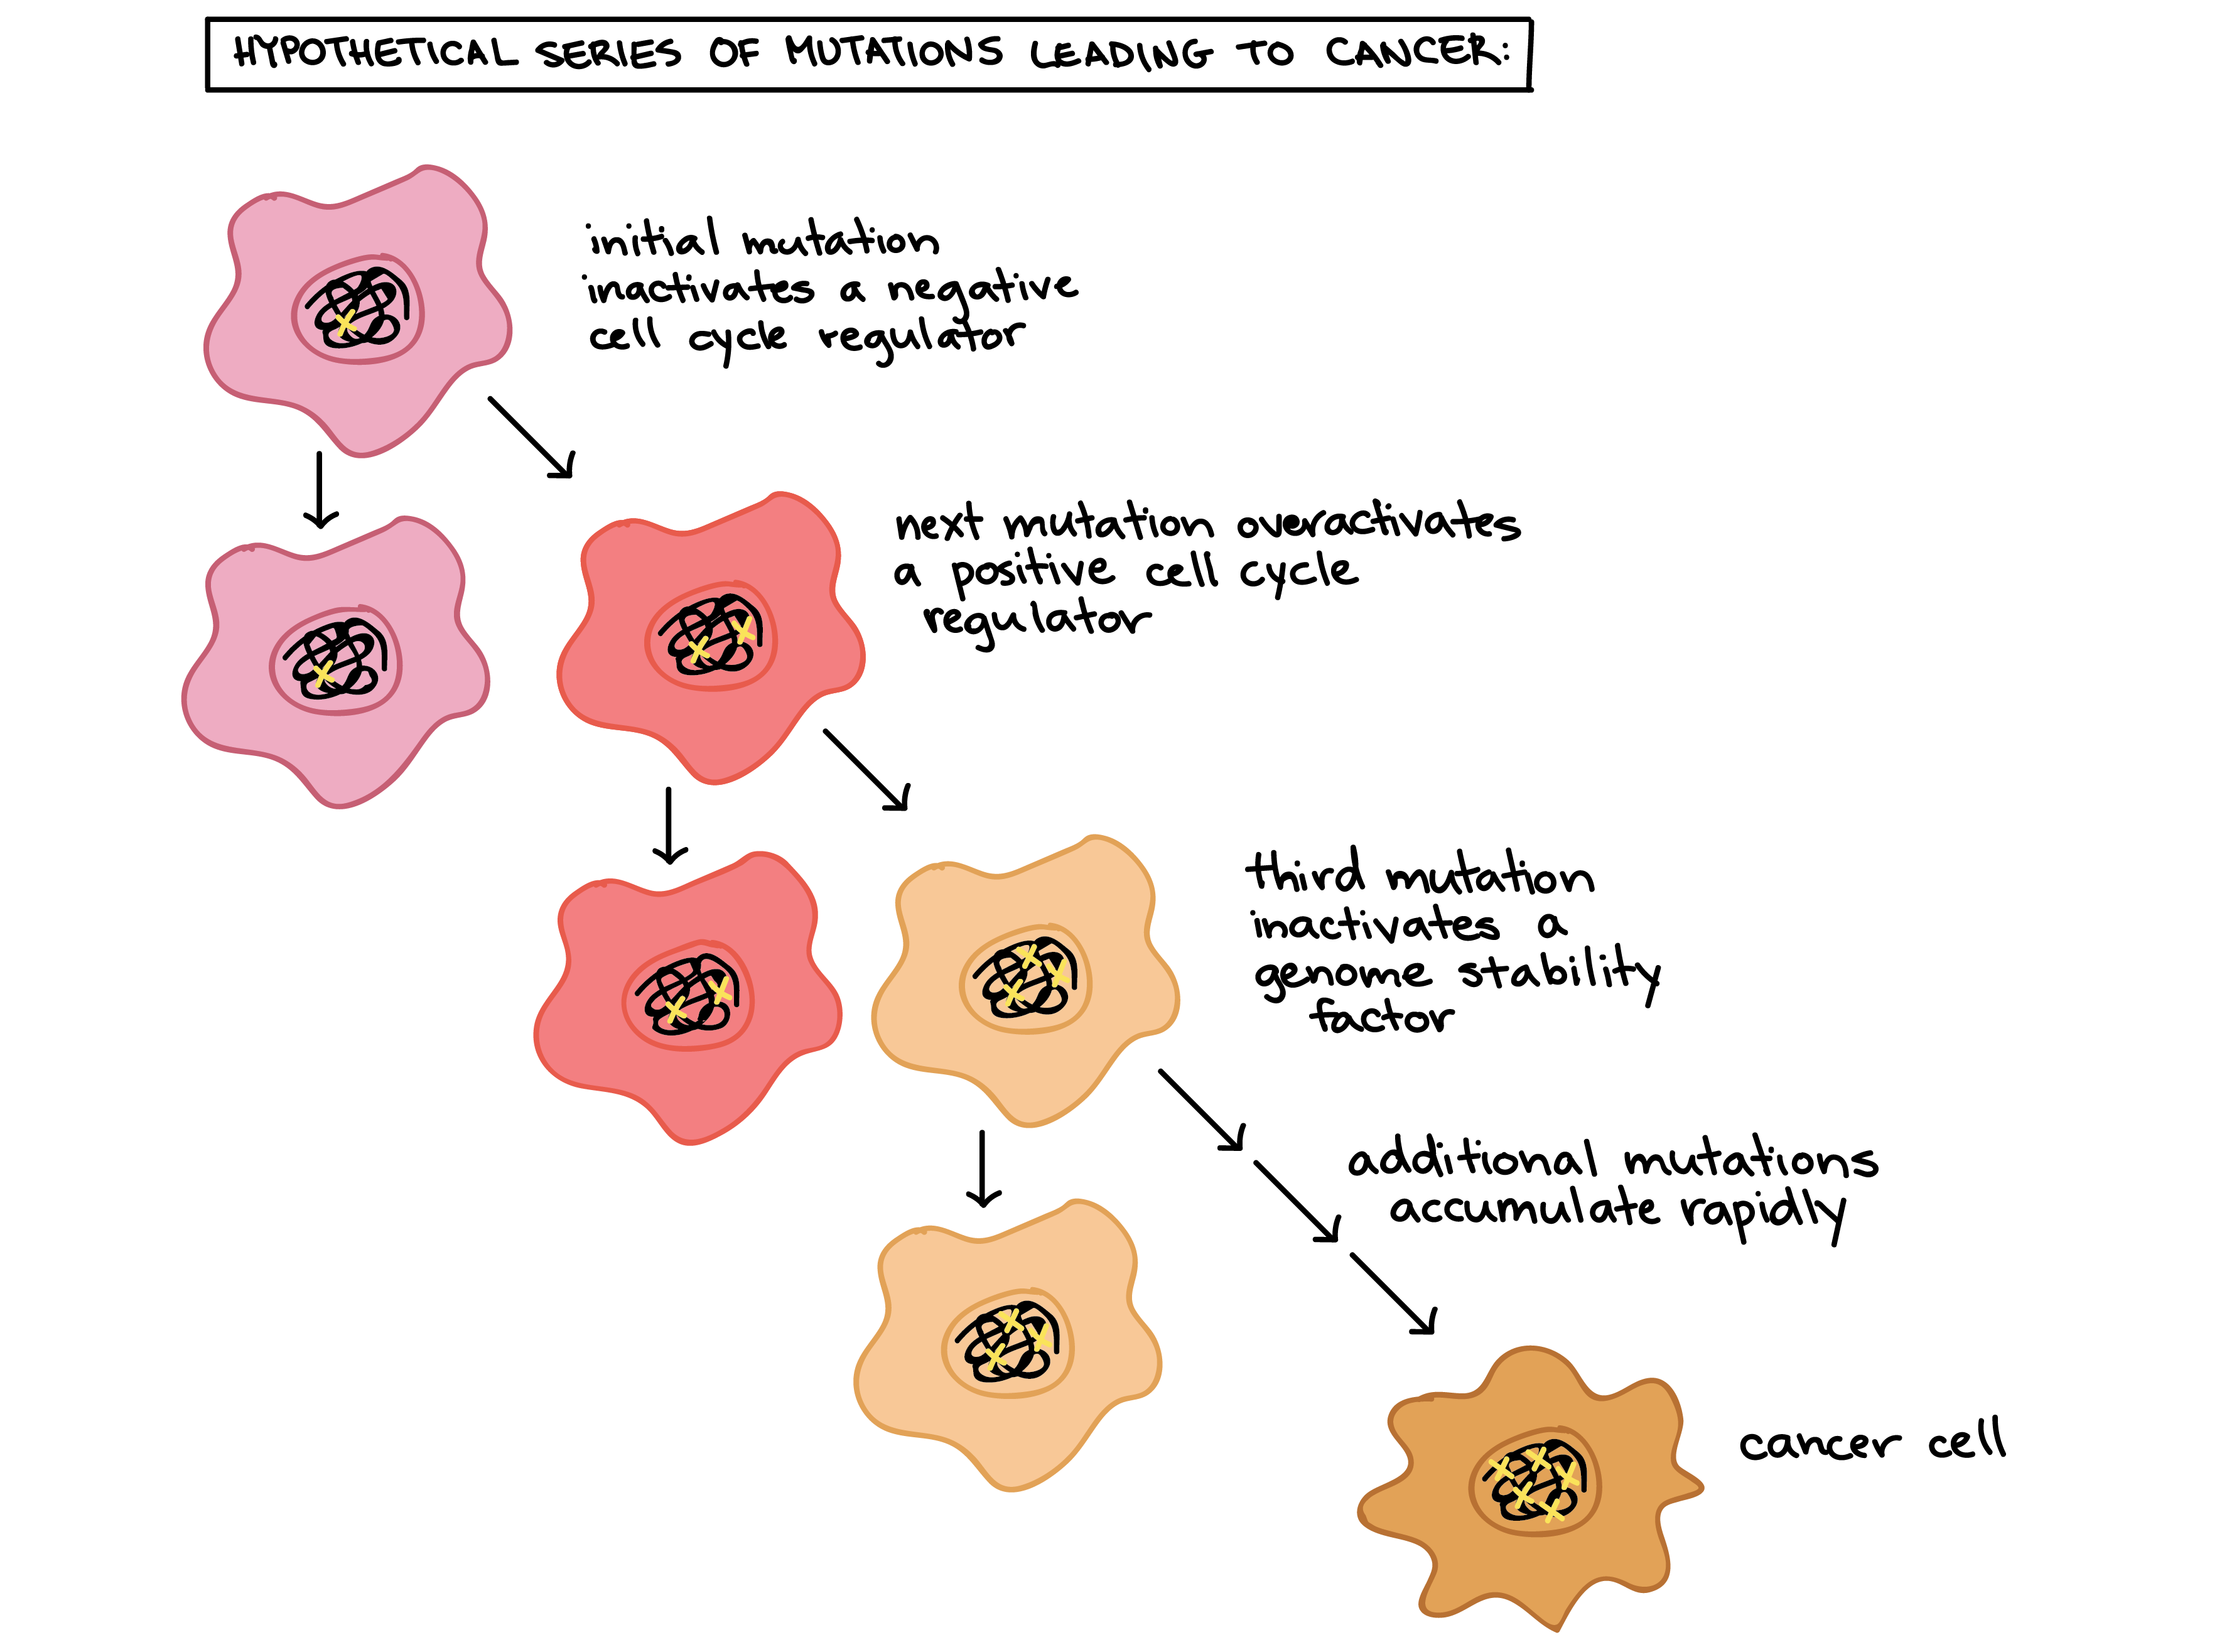 HYPOTHETICAL SERIES OF MUTATIONS LEADING TO CANCER:
initial mutation
inactivates a negative
cell cycle regulator
next mutation overactivates
a positive cell cycle
regulator
third mutation
inactivates a
genome stability
factor
additional mutations
accumulate rapidly
cancer cell